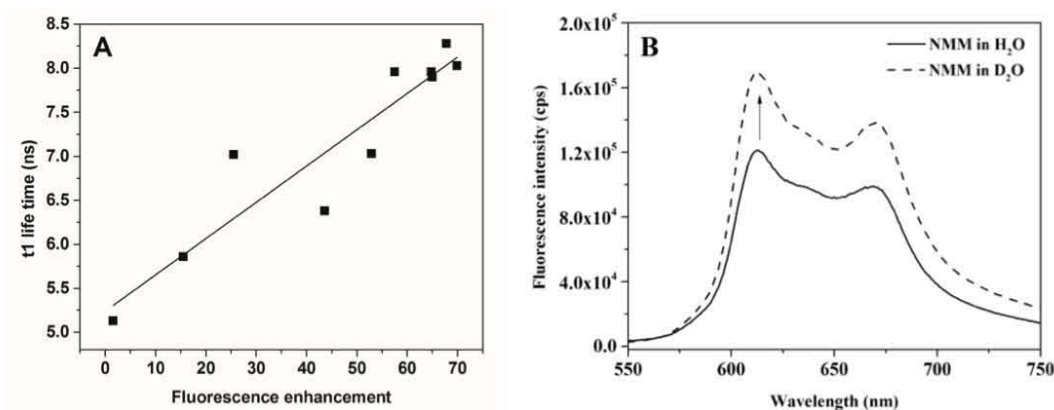 A
8.5
8.0
7.5
7.0
6.5
6.0
5.5
5.0
t1 life time (ns)
0 10 20 30 40 50 60 70
Fluorescence enhancement
B
NMM in H₂O
NMM in D₂O
2.0x10⁵
1.6x10⁵
1.2x10⁵
8.0x10⁴
4.0x10⁴
0.0
Fluorescence intensity (cps)
550 600 650 700 750
Wavelength (nm)